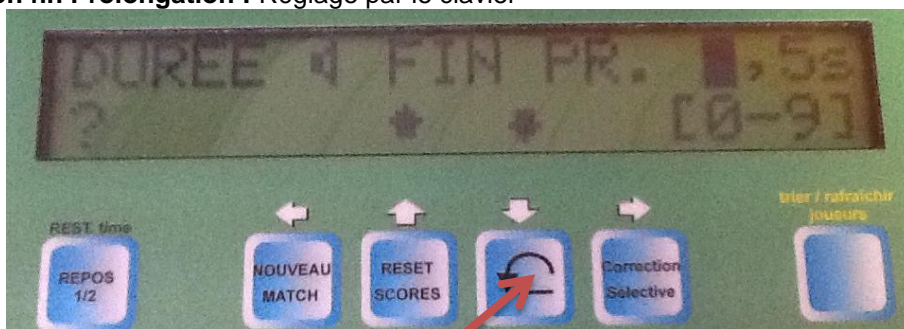 Prolongation : Réglage par le clavier
DUREE FIN PR. ,5s
? * * [0-9]
REST. time
trier / rafraichir
joueurs
REPOS
1/2
NOUVEAU
MATCH
RESET
SCORES
Correction
Sélective